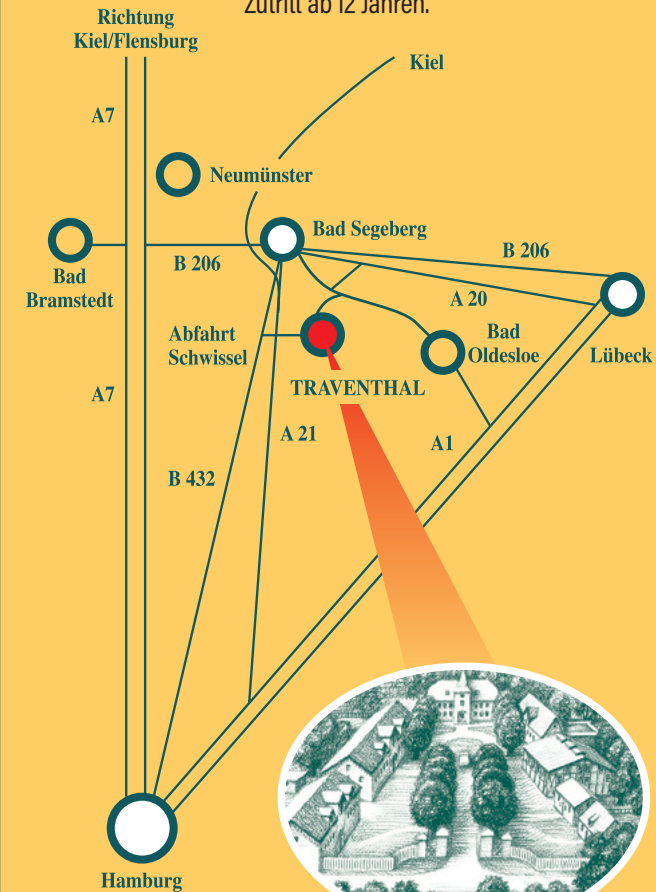 Zutritt ab 12 Jahren.
Richtung
Kiel/Flensburg
Kiel
A7
Neumünster
Bad Segeberg
B 206
B 206
Bad
Bramstedt
A 20
Abfahrt
Schwissel
Bad
Oldesloe
Lübeck
TRAVENTHAL
A7
A 21
A1
B 432
Hamburg